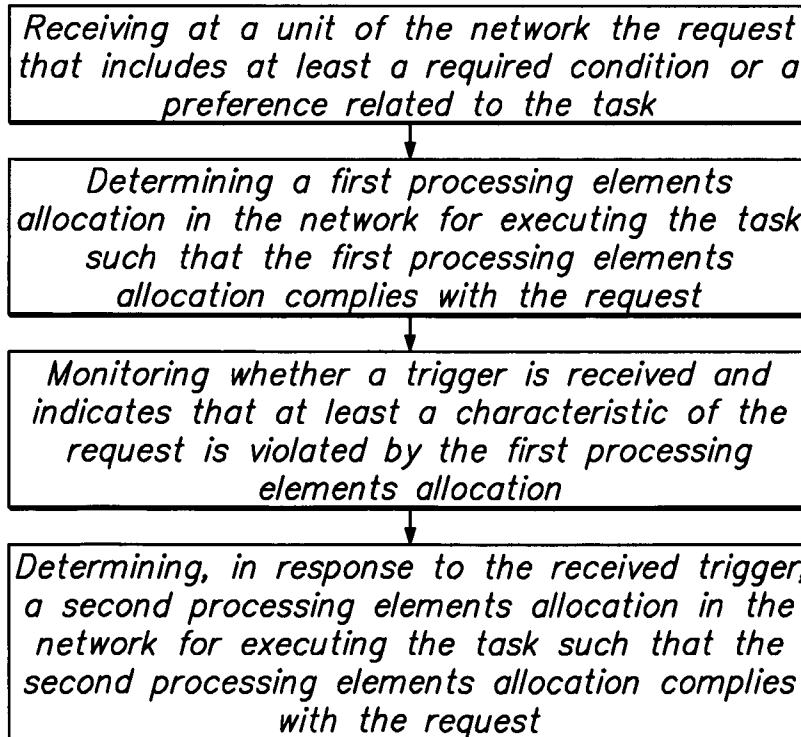 Receiving at a unit of the network the request
that includes at least a required condition or a
preference related to the task
Determining a first processing elements
allocation in the network for executing the task
such that the first processing elements
allocation complies with the request
Monitoring whether a trigger is received and
indicates that at least a characteristic of the
request is violated by the first processing
elements allocation
Determining, in response to the received trigger,
a second processing elements allocation in the
network for executing the task such that the
second processing elements allocation complies
with the request